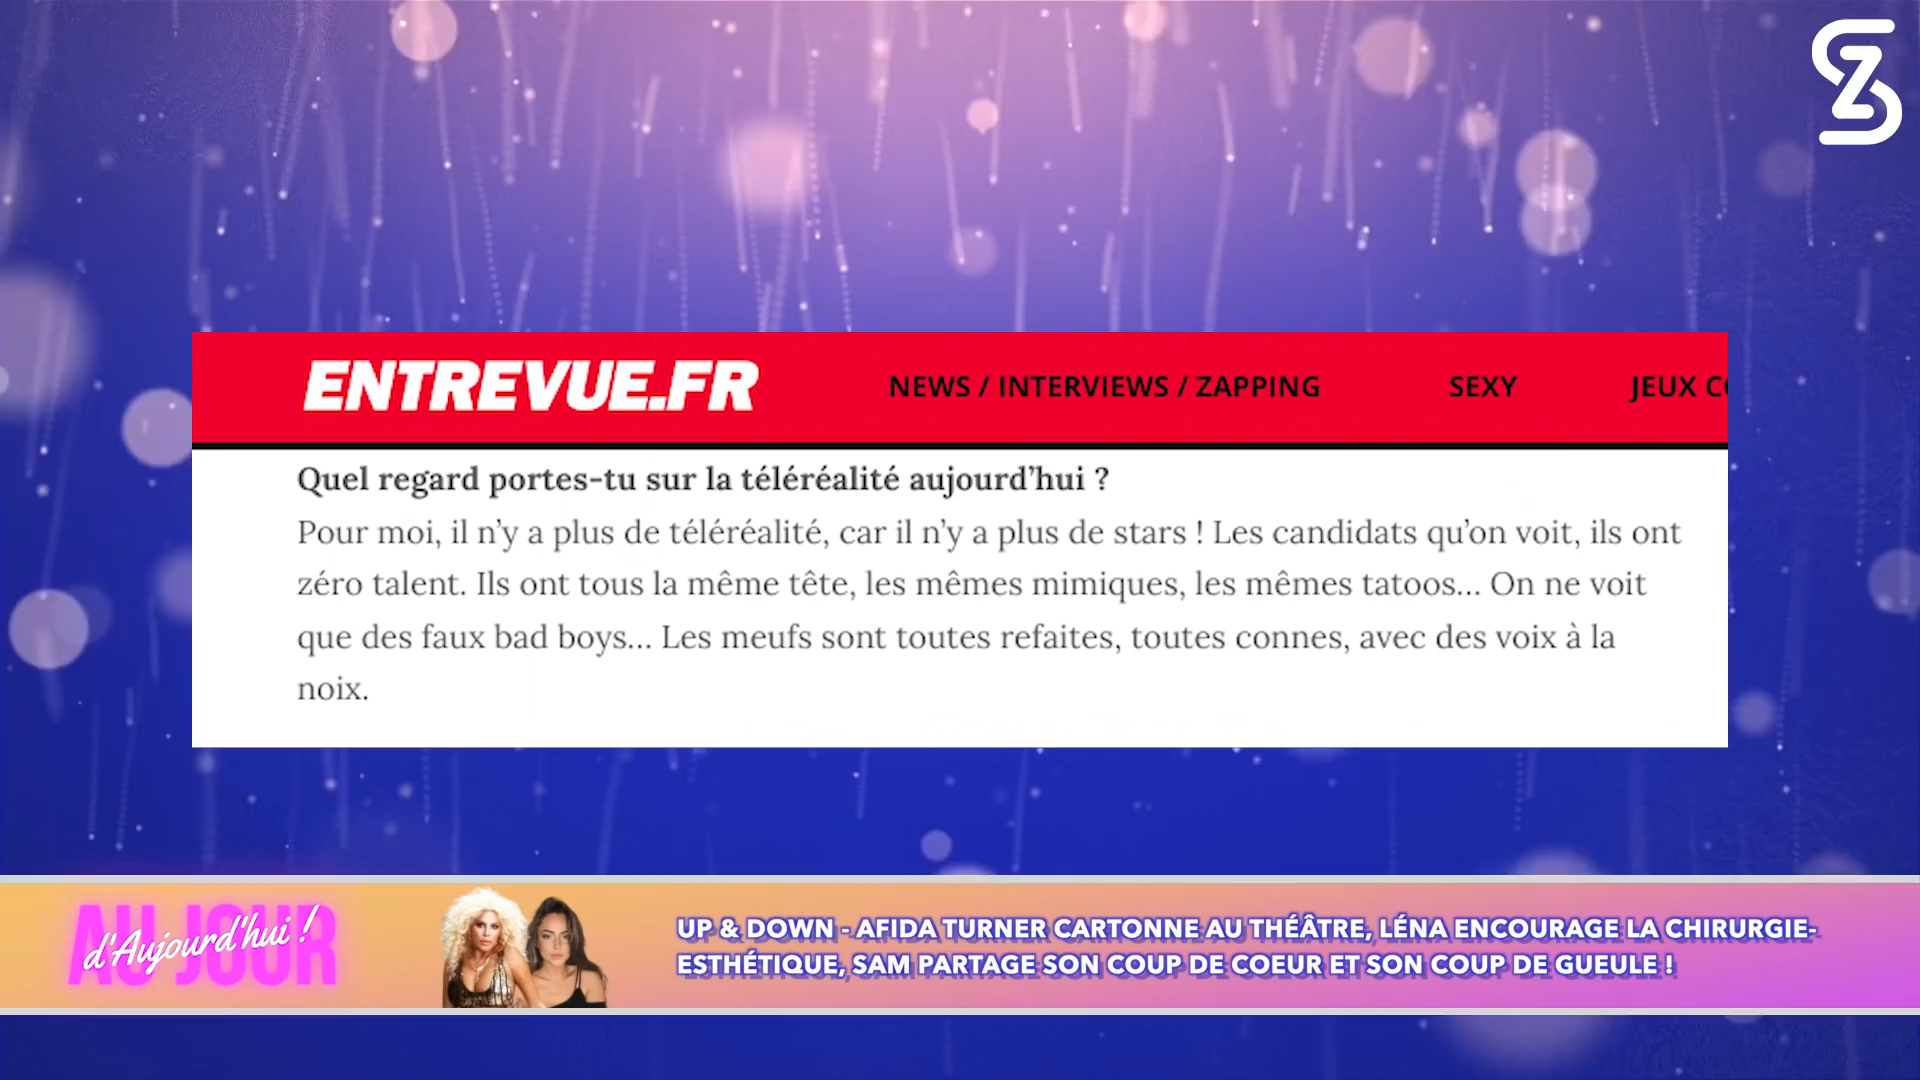 SZ
ENTREVUE.FR NEWS / INTERVIEWS / ZAPPING SEXY JEUX
Quel regard portes-tu sur la téléréalité aujourd’hui ?
Pour moi, il n’y a plus de téléréalité, car il n’y a plus de stars ! Les candidats qu’on voit, ils ont
zéro talent. Ils ont tous la même tête, les mêmes mimiques, les mêmes tatoos… On ne voit
que des faux bad boys… Les meufs sont toutes refaites, toutes connes, avec des voix à la
noix.
AU JOUR
d'Aujourd'hui !
UP & DOWN - AFIDA TURNER CARTONNE AU THÉÂTRE, LÉNA ENCOURAGE LA CHIRURGIE-
ESTHÉTIQUE, SAM PARTAGE SON COUP DE COEUR ET SON COUP DE GUEULE !